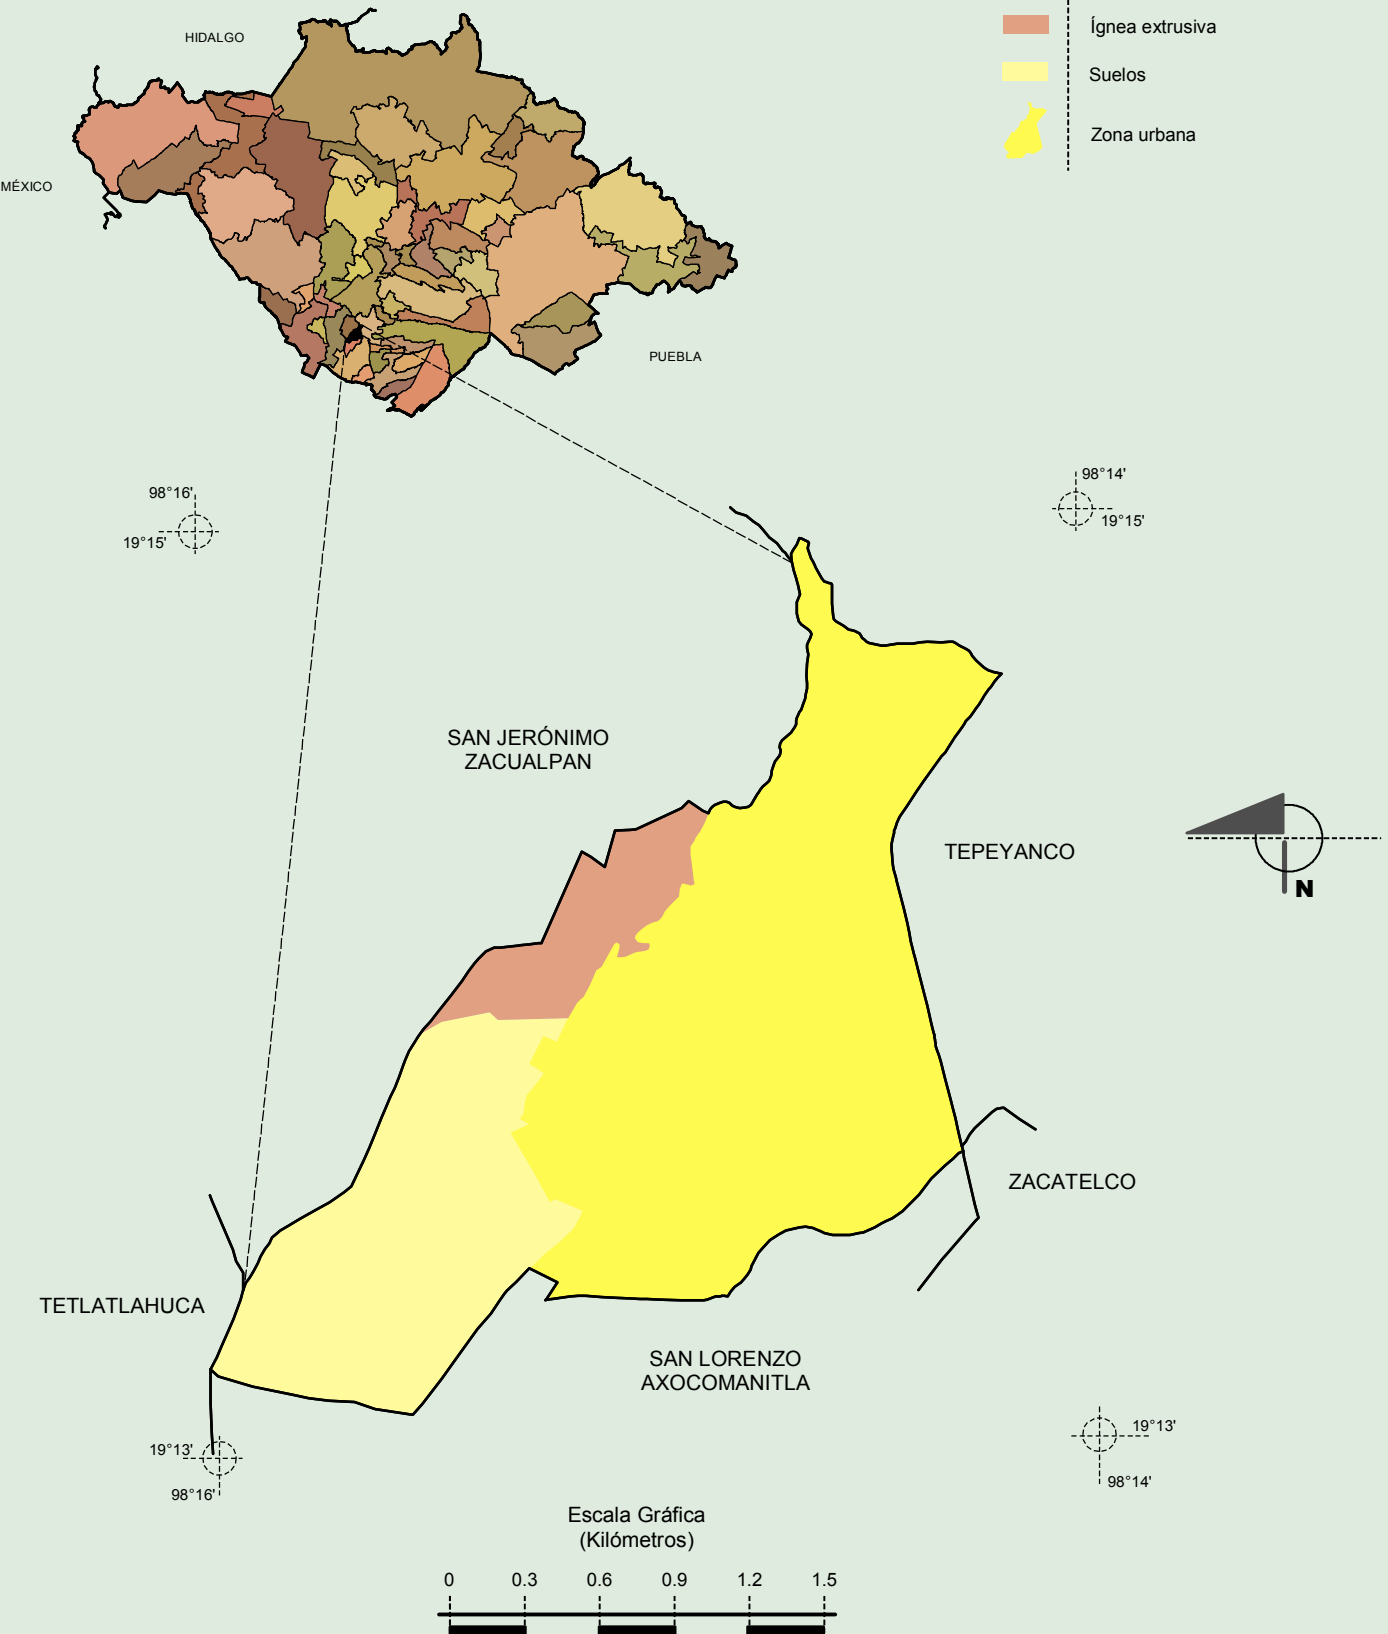 HIDALGO
Ígnea extrusiva
Suelos
Zona urbana
MÉXICO
PUEBLA
98°16'
19°15'
98°14'
19°15'
SAN JERÓNIMO
ZACUALPAN
TEPEYANCO
N
ZACATELCO
TETLATLAHUCA
SAN LORENZO
AXOCOMANITLA
19°13'
98°16'
19°13'
98°14'
Escala Gráfica
(Kilómetros)
0 0.3 0.6 0.9 1.2 1.5